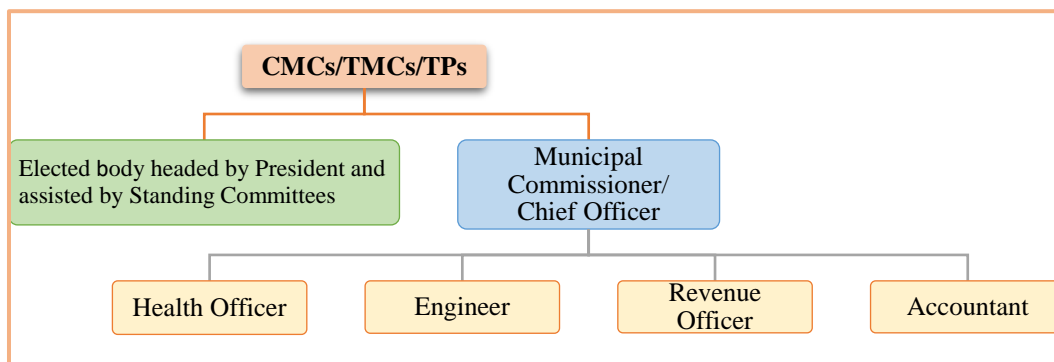 CMCs/TMCs/TPs
Elected body headed by President and
assisted by Standing Committees
Municipal
Commissioner/
Chief Officer
Health Officer
Engineer
Revenue
Officer
Accountant